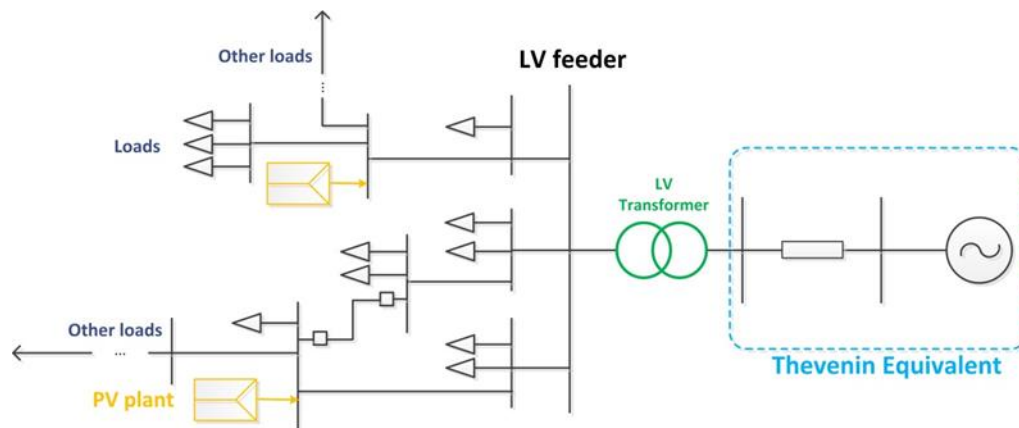 Other loads
LV feeder
Loads
LV
Transformer
Other loads
...
PV plant
Thevenin Equivalent